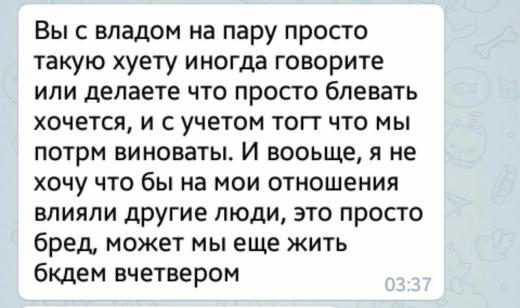 Вы с владом на пару просто
такую хуету иногда говорите
или делаете что просто блевать
хочется, и с учетом тогт что мы
потрм виноваты. И вооьще, я не
хочу что бы на мои отношения
влияли другие люди, это просто
бред, может мы еще жить
бкдем вчетвером
03:37